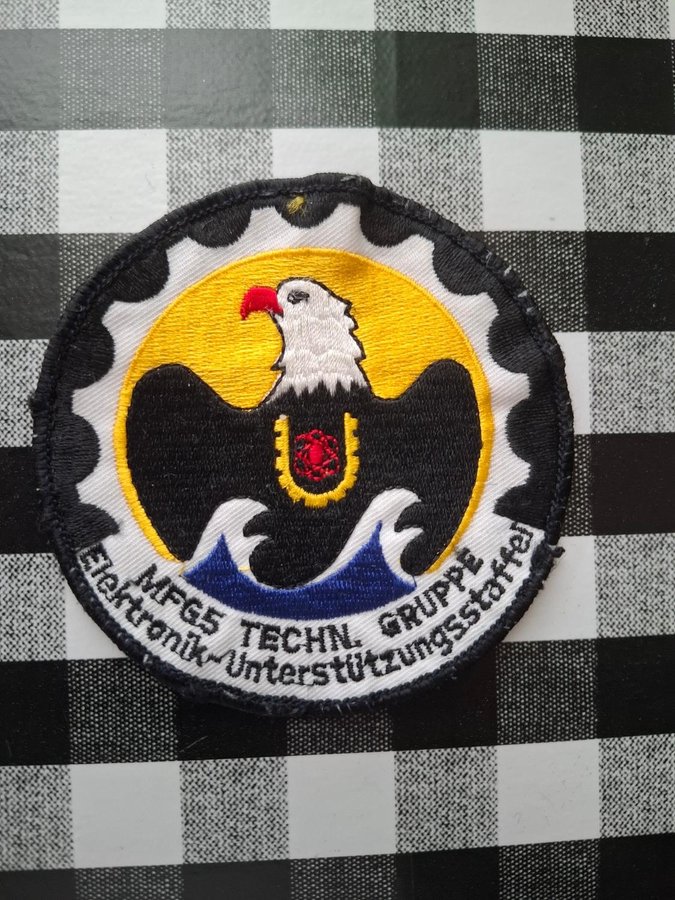 MFG5 TECHN. GRUPPE
Elektronik-Unterstützungsstaffel